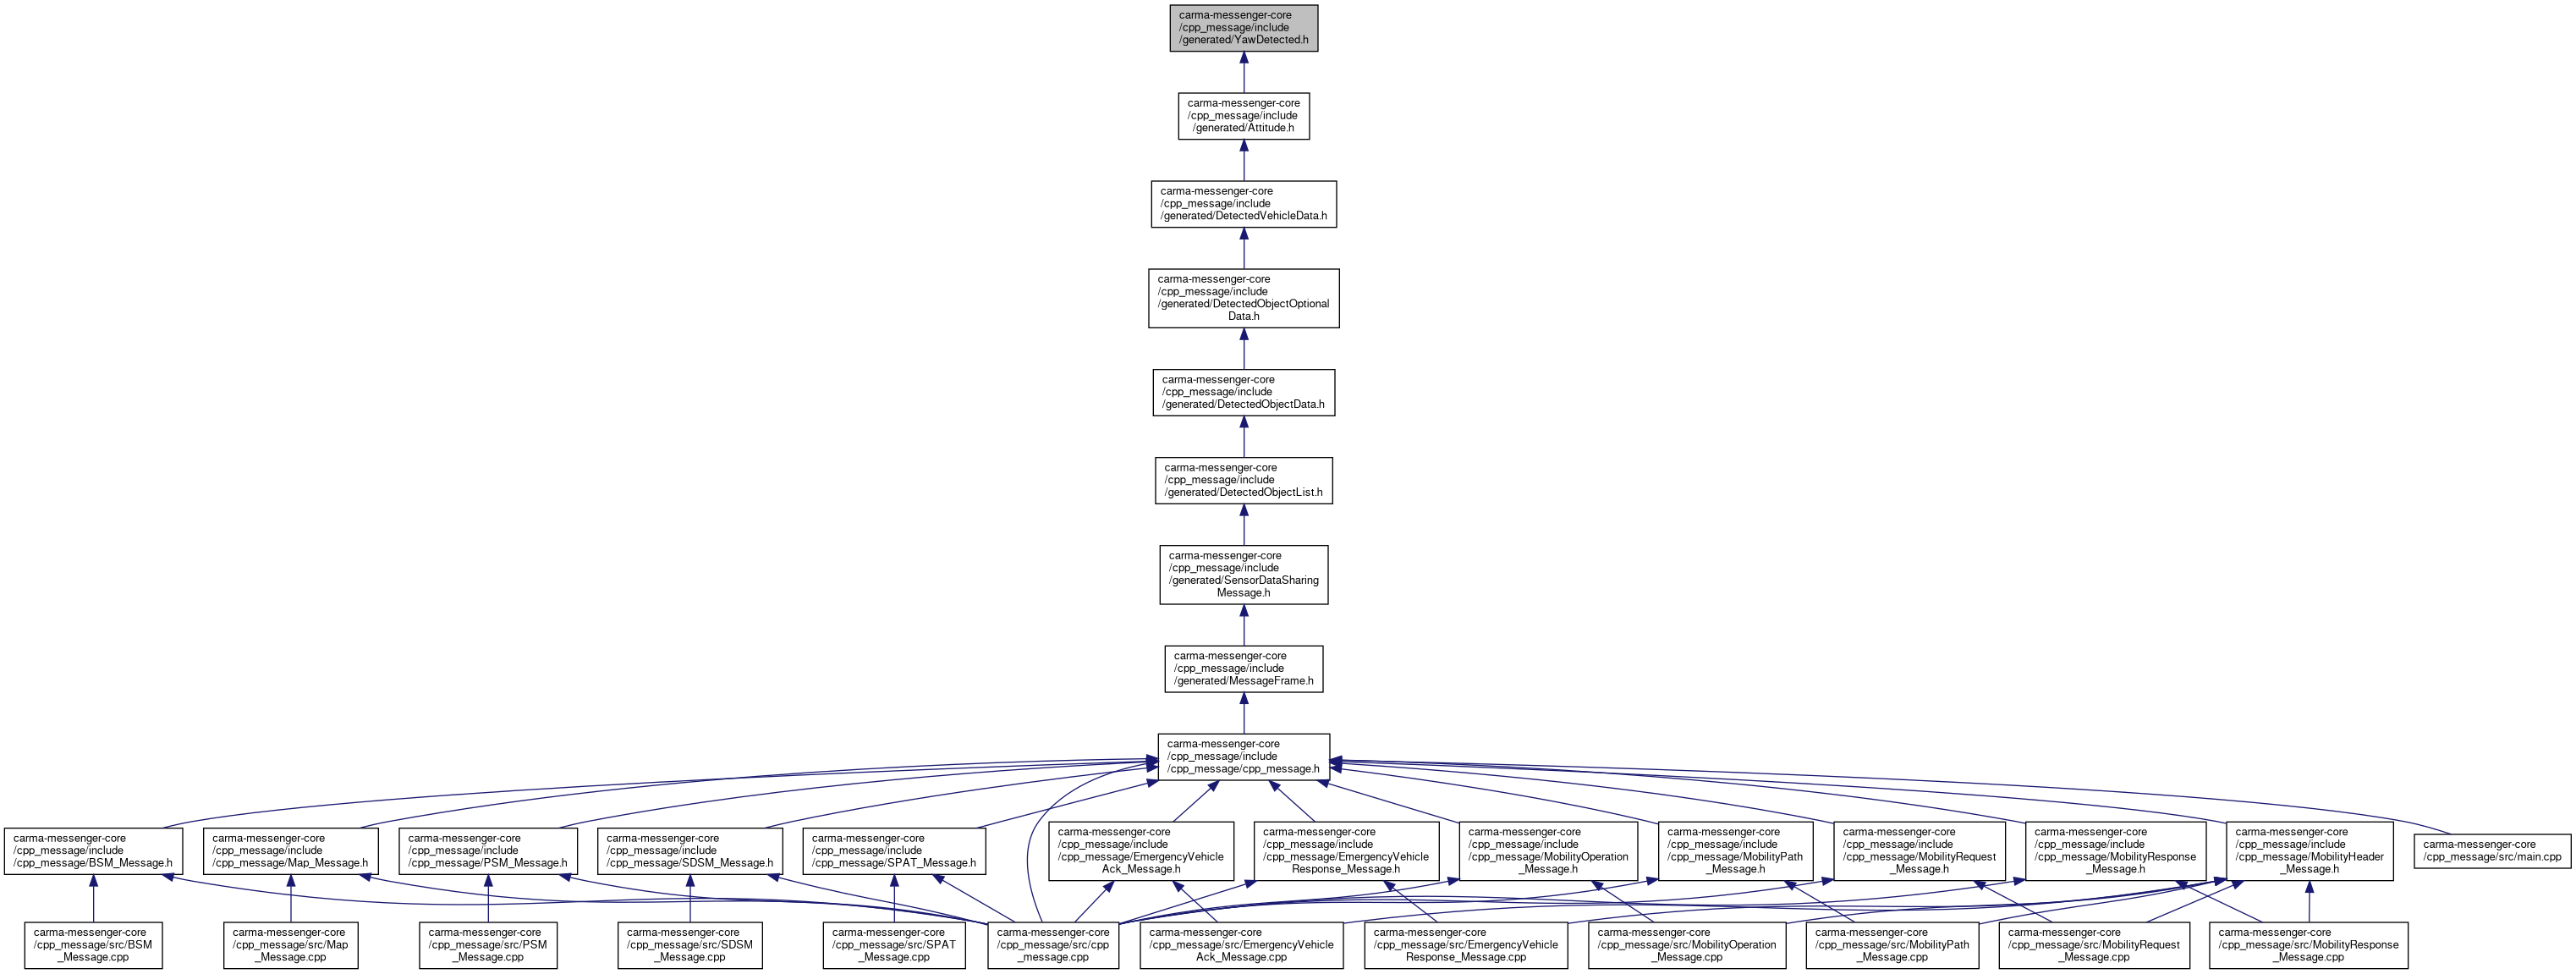 carma-messenger-core
/cpp_message/include
/generated/YawDetected.h
carma-messenger-core
/cpp_message/include
/generated/Attitude.h
carma-messenger-core
/cpp_message/include
/generated/DetectedVehicleData.h
carma-messenger-core
/cpp_message/include
/generated/DetectedObjectOptional
Data.h
carma-messenger-core
/cpp_message/include
/generated/DetectedObjectData.h
carma-messenger-core
/cpp_message/include
/generated/DetectedObjectList.h
carma-messenger-core
/cpp_message/include
/generated/SensorDataSharing
Message.h
carma-messenger-core
/cpp_message/include
/generated/MessageFrame.h
carma-messenger-core
/cpp_message/include
/cpp_message/cpp_message.h
carma-messenger-core
/cpp_message/include
/cpp_message/BSM_Message.h
carma-messenger-core
/cpp_message/include
/cpp_message/Map_Message.h
carma-messenger-core
/cpp_message/include
/cpp_message/PSM_Message.h
carma-messenger-core
/cpp_message/include
/cpp_message/SDSM_Message.h
carma-messenger-core
/cpp_message/include
/cpp_message/SPAT_Message.h
carma-messenger-core
/cpp_message/include
/cpp_message/EmergencyVehicle
Ack_Message.h
carma-messenger-core
/cpp_message/include
/cpp_message/EmergencyVehicle
Response_Message.h
carma-messenger-core
/cpp_message/include
/cpp_message/MobilityOperation
_Message.h
carma-messenger-core
/cpp_message/include
/cpp_message/MobilityPath
_Message.h
carma-messenger-core
/cpp_message/include
/cpp_message/MobilityRequest
_Message.h
carma-messenger-core
/cpp_message/include
/cpp_message/MobilityResponse
_Message.h
carma-messenger-core
/cpp_message/include
/cpp_message/MobilityHeader
_Message.h
carma-messenger-core
/cpp_message/src/main.cpp
carma-messenger-core
/cpp_message/src/BSM
_Message.cpp
carma-messenger-core
/cpp_message/src/Map
_Message.cpp
carma-messenger-core
/cpp_message/src/PSM
_Message.cpp
carma-messenger-core
/cpp_message/src/SDSM
_Message.cpp
carma-messenger-core
/cpp_message/src/SPAT
_Message.cpp
carma-messenger-core
/cpp_message/src/cpp
_message.cpp
carma-messenger-core
/cpp_message/src/EmergencyVehicle
Ack_Message.cpp
carma-messenger-core
/cpp_message/src/EmergencyVehicle
Response_Message.cpp
carma-messenger-core
/cpp_message/src/MobilityOperation
_Message.cpp
carma-messenger-core
/cpp_message/src/MobilityPath
_Message.cpp
carma-messenger-core
/cpp_message/src/MobilityRequest
_Message.cpp
carma-messenger-core
/cpp_message/src/MobilityResponse
_Message.cpp